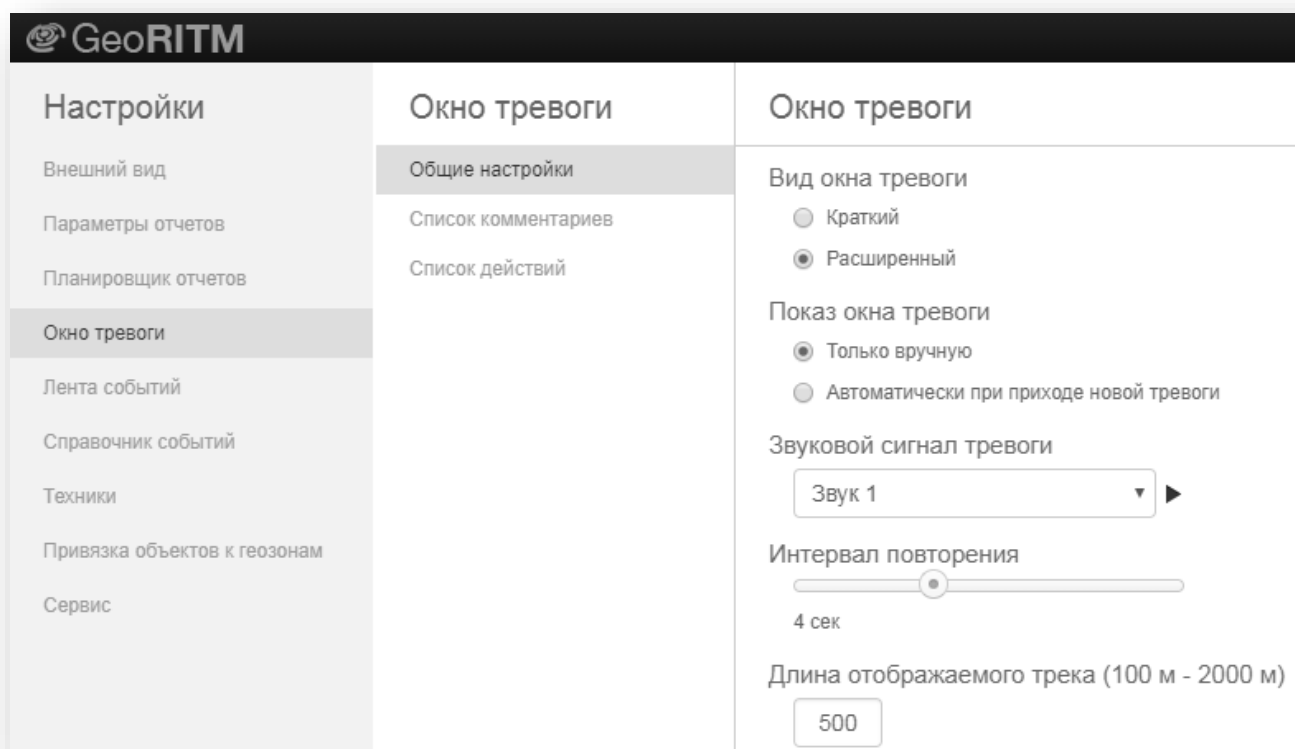 GeoRITM
Настройки
Внешний вид
Параметры отчетов
Планировщик отчетов
Окно тревоги
Лента событий
Справочник событий
Техники
Привязка объектов к геозонам
Сервис
Окно тревоги
Общие настройки
Список комментариев
Список действий
Окно тревоги
Вид окна тревоги
Краткий
Расширенный
Показ окна тревоги
Только вручную
Автоматически при приходе новой тревоги
Звуковой сигнал тревоги
Звук 1
Интервал повторения
4 сек
Длина отображаемого трека (100 м - 2000 м)
500